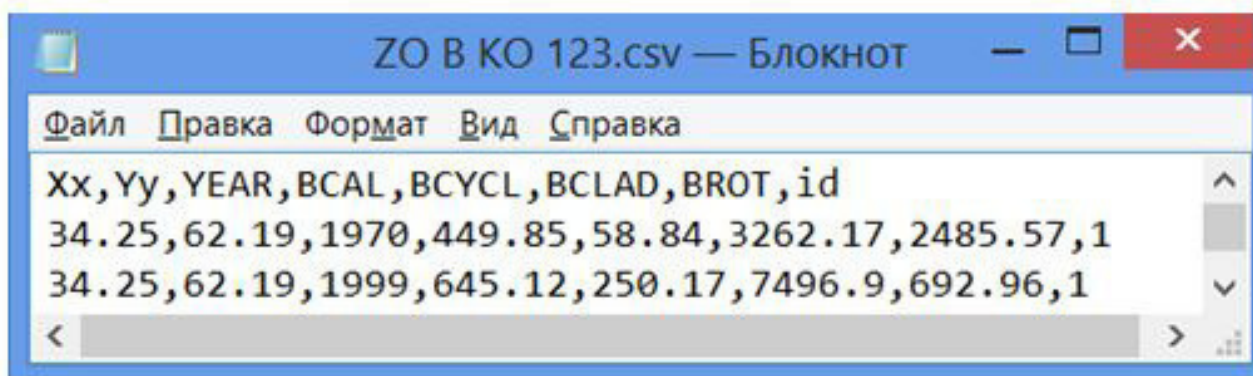 ZO B KO 123.csv — Блокнот
Файл Правка Формат Вид Справка
Xx,Yy,YEAR,BCAL,BCYCL,BCLAD,BROT,id
34.25,62.19,1970,449.85,58.84,3262.17,2485.57,1
34.25,62.19,1999,645.12,250.17,7496.9,692.96,1